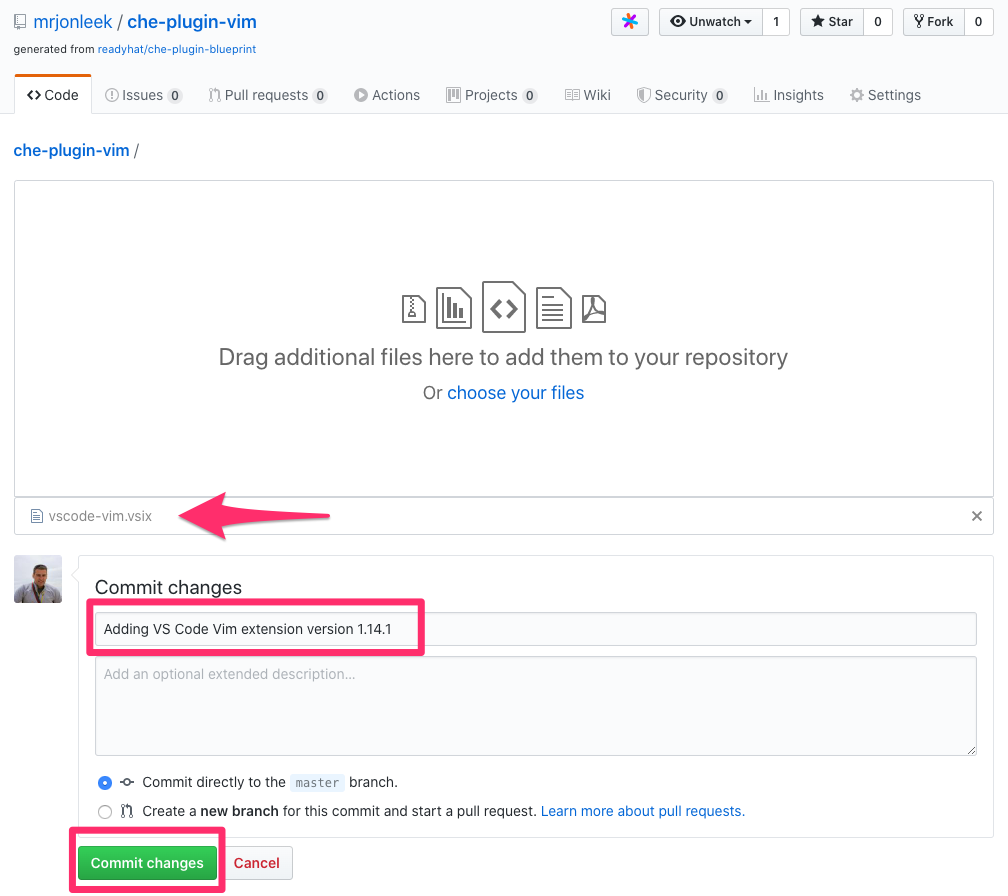 mrjonleek / che-plugin-vim
Unwatch 1 Star 0 Fork 0
generated from readyhat/che-plugin-blueprint
Code Issues 0 Pull requests 0 Actions Projects 0 Wiki Security 0 Insights Settings
che-plugin-vim /
Drag additional files here to add them to your repository
Or choose your files
vscode-vim.vsix
Commit changes
Adding VS Code Vim extension version 1.14.1
Add an optional extended description...
Commit directly to the master branch.
Create a new branch for this commit and start a pull request. Learn more about pull requests.
Commit changes Cancel